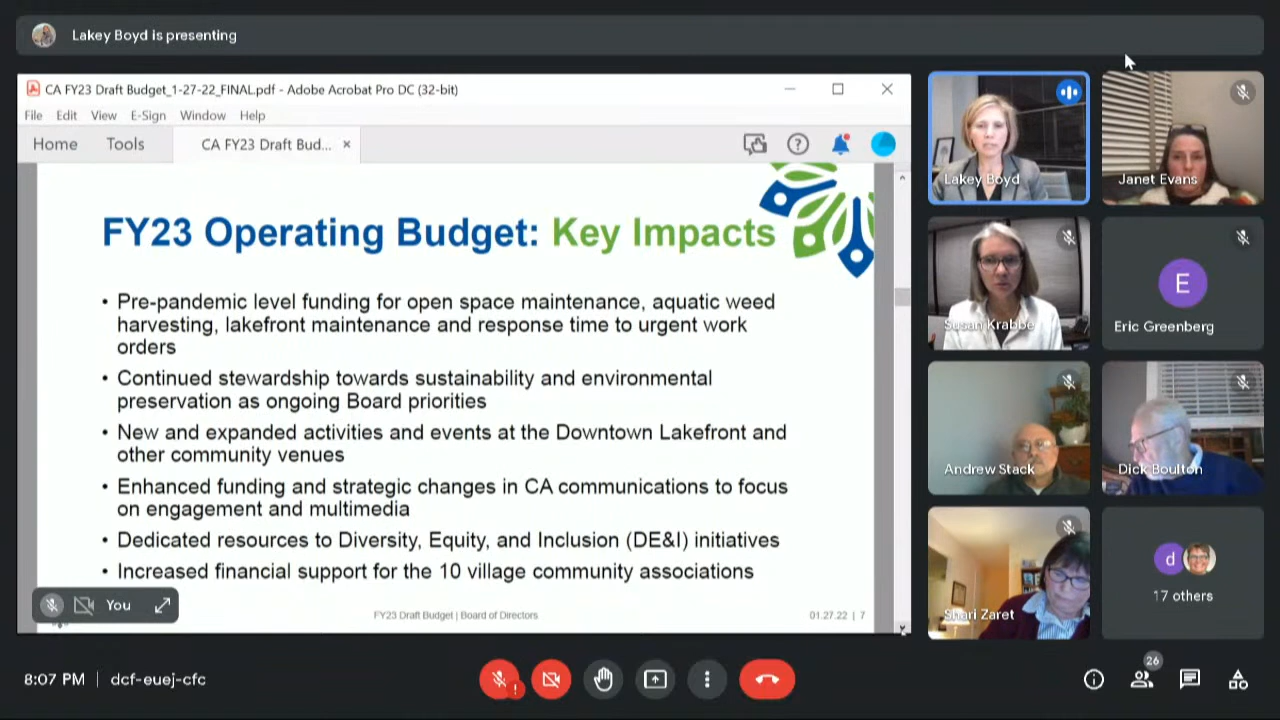 Lakey Boyd is presenting
CA FY23 Draft Budget_1-27-22_FINAL.pdf - Adobe Acrobat Pro DC (32-bit)
File Edit View E-Sign Window Help
Home Tools CA FY23 Draft Bud... ×
FY23 Operating Budget: Key Impacts
• Pre-pandemic level funding for open space maintenance, aquatic weed
harvesting, lakefront maintenance and response time to urgent work
orders
• Continued stewardship towards sustainability and environmental
preservation as ongoing Board priorities
• New and expanded activities and events at the Downtown Lakefront and
other community venues
• Enhanced funding and strategic changes in CA communications to focus
on engagement and multimedia
• Dedicated resources to Diversity, Equity, and Inclusion (DE&I) initiatives
• Increased financial support for the 10 village community associations
FY23 Draft Budget | Board of Directors
01.27.22 | 7
You
Lakey Boyd
Janet Evans
Susan Krabbe
E
Eric Greenberg
Andrew Stack
Dick Boulton
Shari Zaret
d
17 others
8:07 PM | dcf-euej-cfc
26